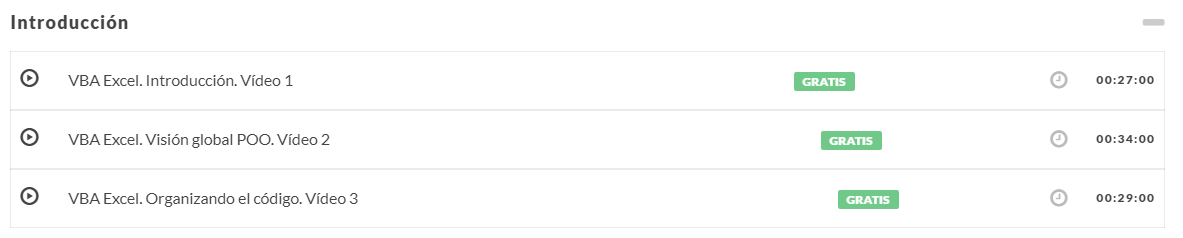 Introducción
VBA Excel. Introducción. Vídeo 1 GRATIS 00:27:00
VBA Excel. Visión global POO. Vídeo 2 GRATIS 00:34:00
VBA Excel. Organizando el código. Vídeo 3 GRATIS 00:29:00